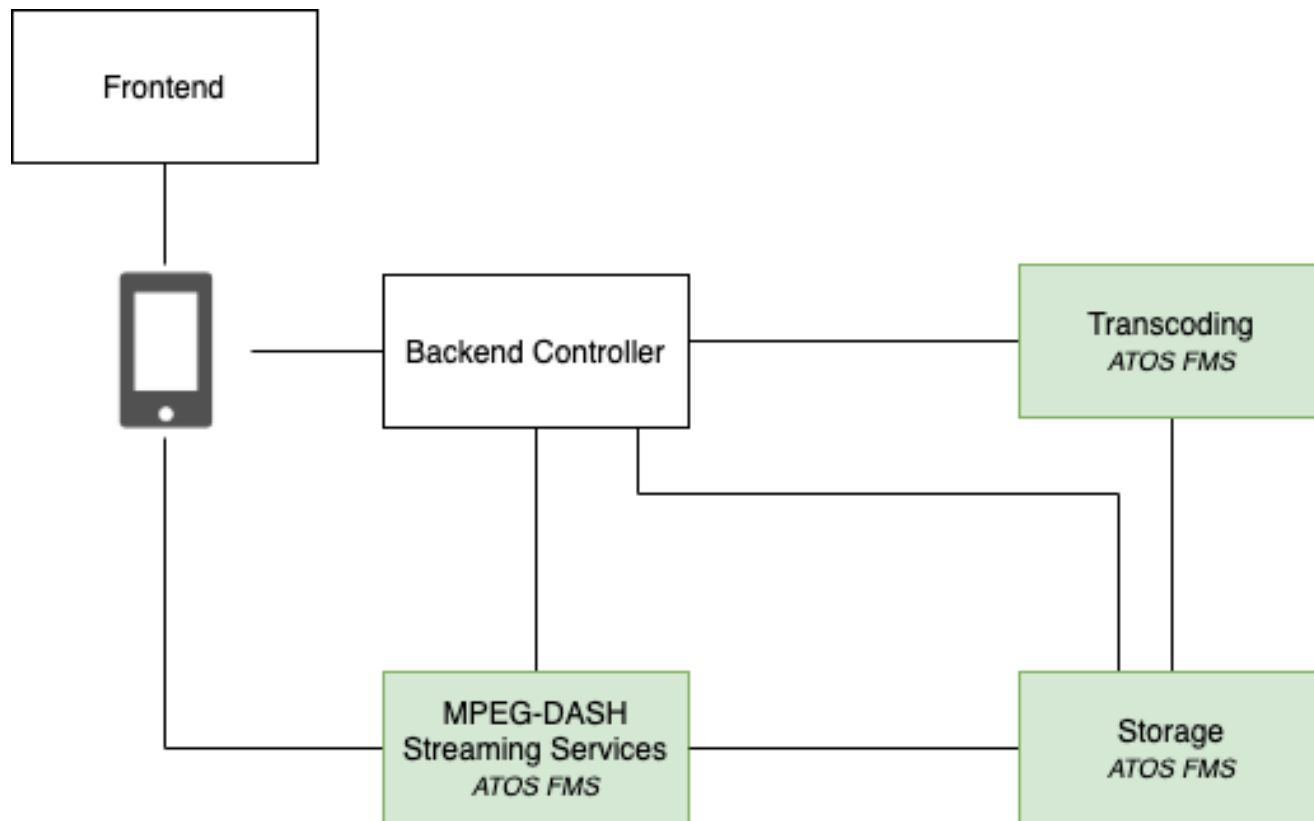 Frontend
Backend Controller
Transcoding
ATOS FMS
MPEG-DASH
Streaming Services
ATOS FMS
Storage
ATOS FMS